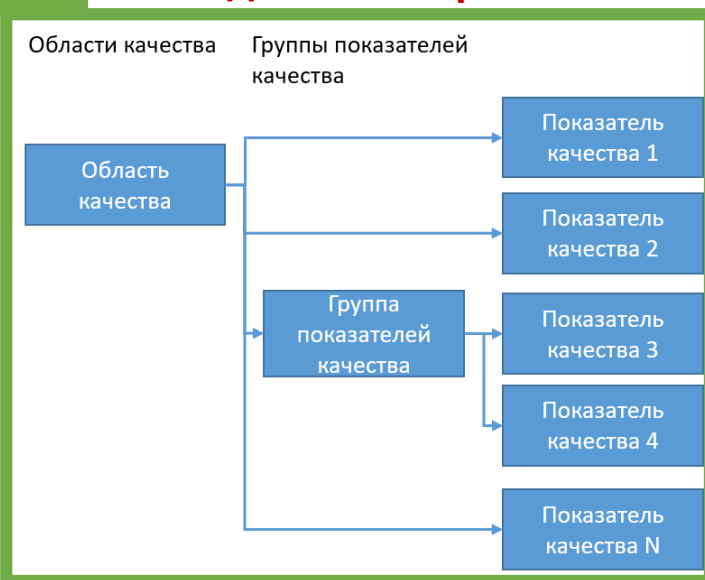 Области качества
Группы показателей
качества
Область
качества
Показатель
качества 1
Показатель
качества 2
Группа
показателей
качества
Показатель
качества 3
Показатель
качества 4
Показатель
качества N